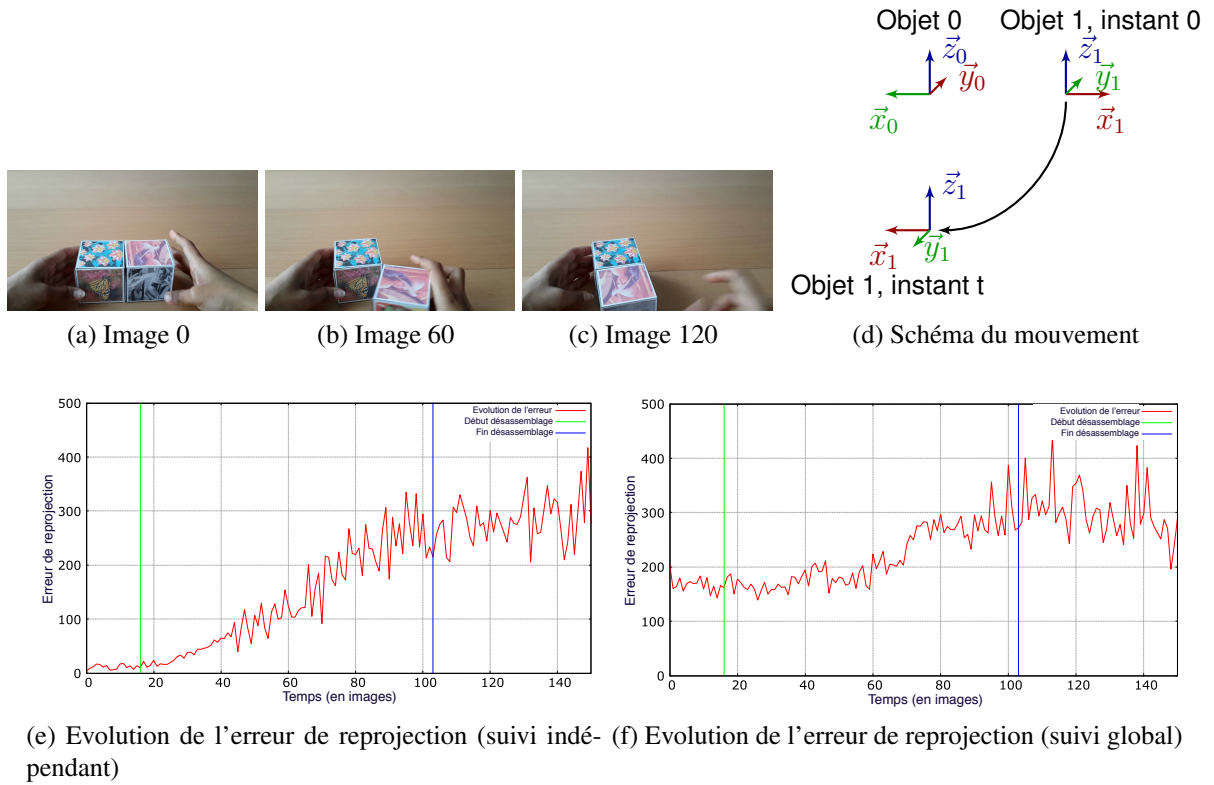 Objet 0
Objet 1, instant 0
z⃗0
y⃗0
x⃗0
z⃗1
y⃗1
x⃗1
z⃗1
x⃗1
y⃗1
Objet 1, instant t
(a) Image 0
(b) Image 60
(c) Image 120
(d) Schéma du mouvement
500
400
300
200
100
0
0
20
40
60
80
100
120
140
Erreur de reprojection
Temps (en images)
Evolution de l'erreur
Début désassemblage
Fin désassemblage
500
400
300
200
100
0
0
20
40
60
80
100
120
140
Erreur de reprojection
Temps (en images)
Evolution de l'erreur
Début désassemblage
Fin désassemblage
(e) Evolution de l'erreur de reprojection (suivi indé-
pendant)
(f) Evolution de l'erreur de reprojection (suivi global)